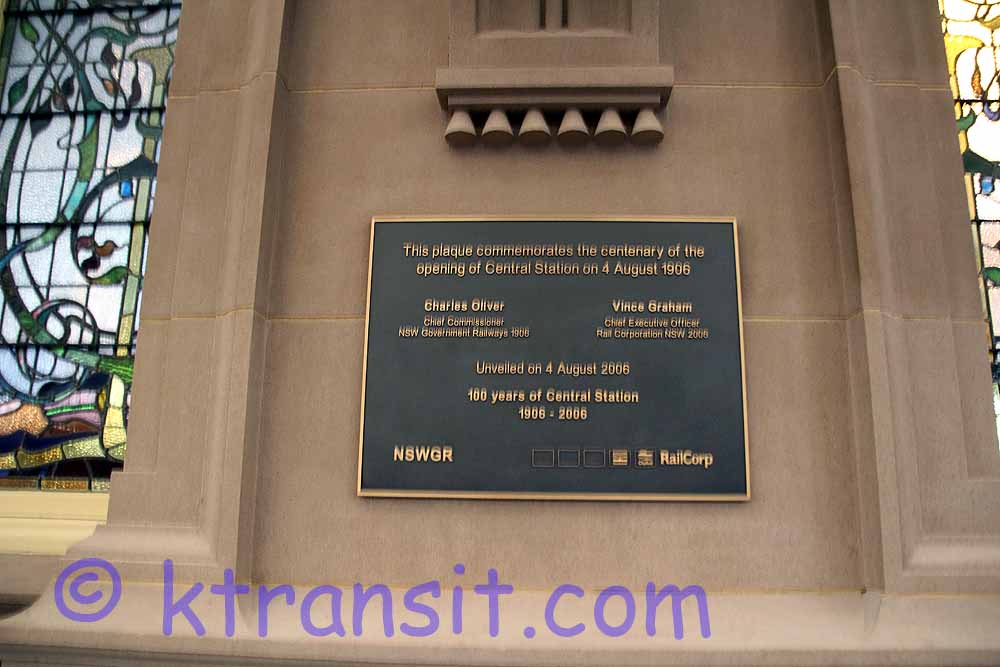 This plaque commemorates the centenary of the
opening of Central Station on 4 August 1906
Charles Oliver
Chief Commissioner
NSW Government Railways 1906
Vince Graham
Chief Executive Officer
Rail Corporation NSW 2006
Unveiled on 4 August 2006
100 years of Central Station
1906 - 2006
NSWGR
RailCorp
© ktransit.com